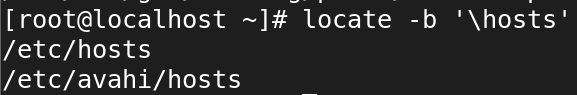 [root@localhost ~]# locate -b '\hosts'
/etc/hosts
/etc/avahi/hosts